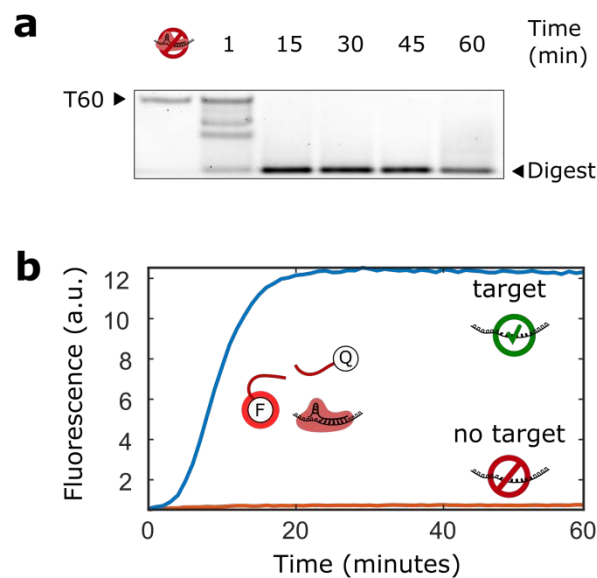 a
1 15 30 45 60 Time
(min)
T60
Digest
b
Fluorescence (a.u.)
12
10
8
6
4
2
target
Q
F
no target
0 20 40 60
Time (minutes)